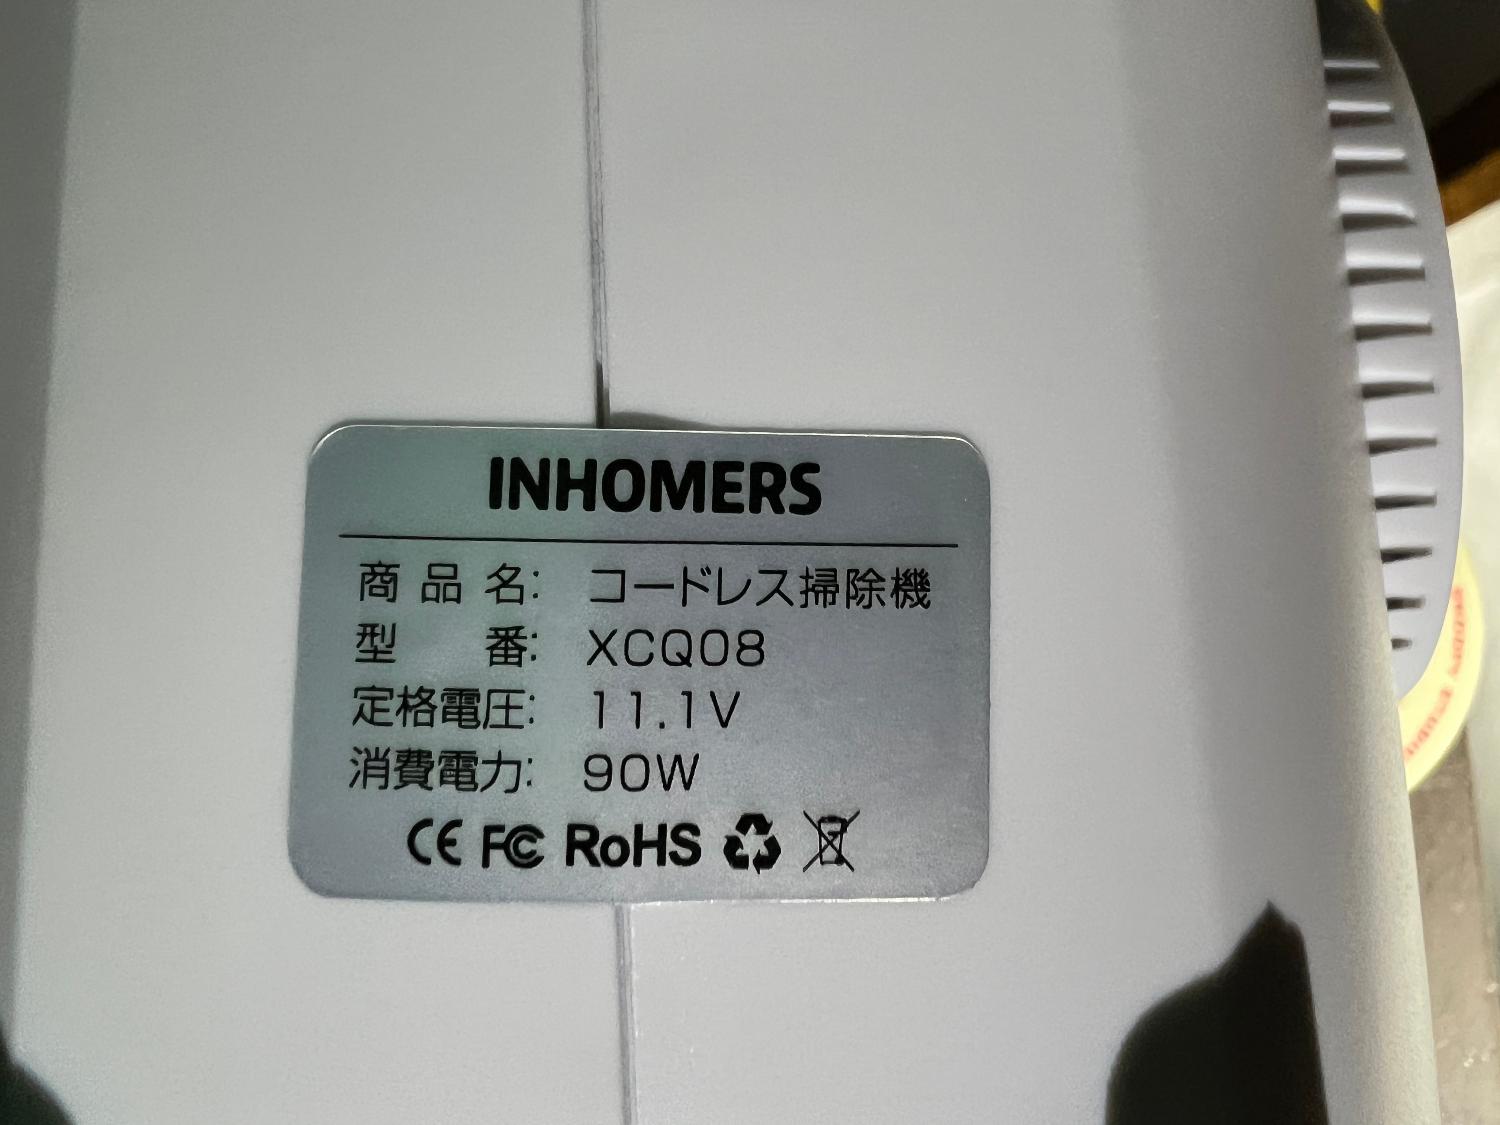 INHOMERS
商品名: コードレス掃除機
型番: XCQ08
定格電圧: 11.1V
消費電力: 90W
CE FC RoHS